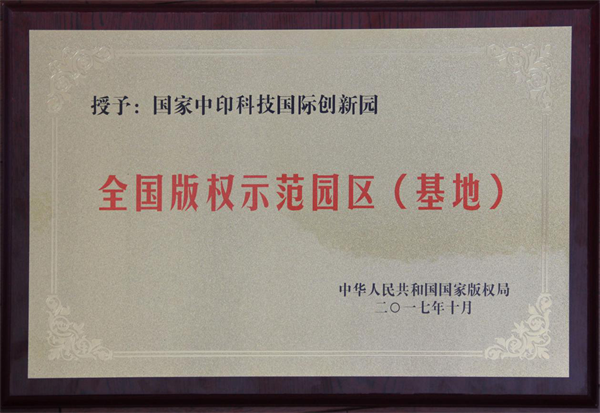 授予：国家中印科技国际创新园
全国版权示范园区（基地）
中华人民共和国国家版权局
二〇一七年十月